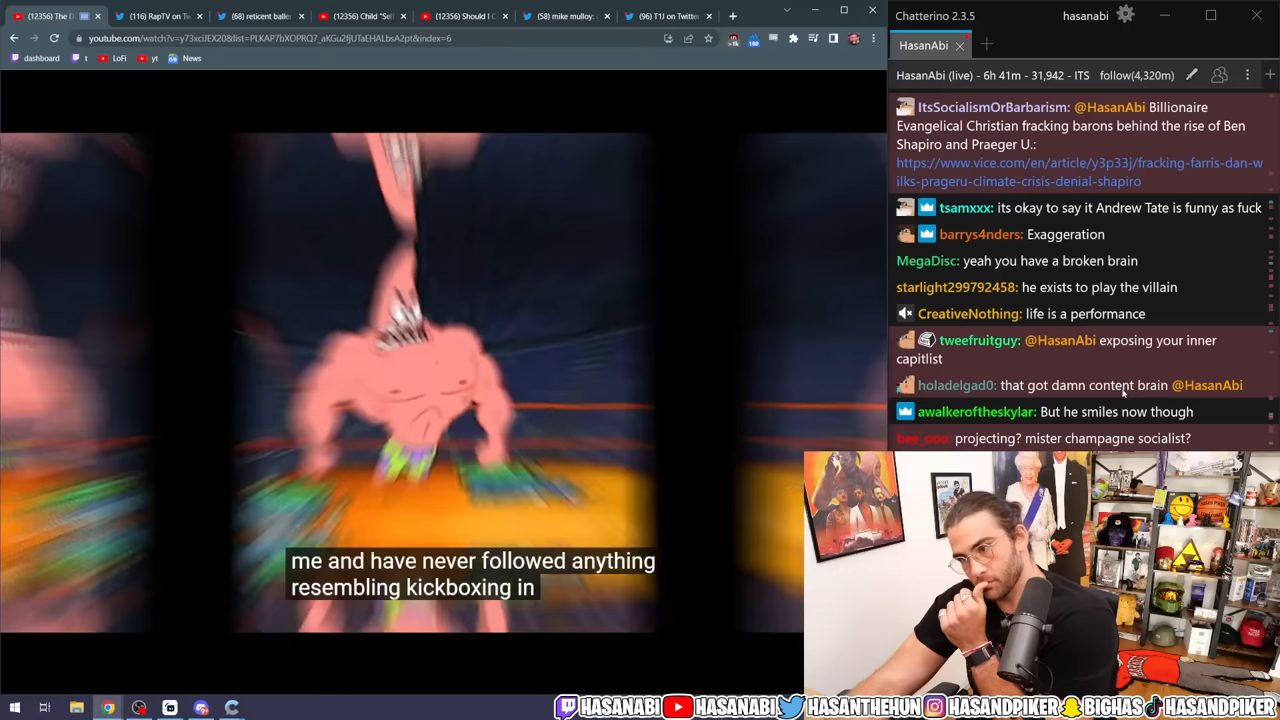 (12356) The D
(116) RapTV on Tw
(68) reticent baller
(12356) Child "Self
(12356) Should I C
(58) mike mulloy:
(96) T1J on Twitter
youtube.com/watch?v=y73xciJEX20&list=PLKAP7bXOPRQ7_aKGu2fjUTaEHALbsA2pt&index=6
dashboard
t
LoFi
yt
News
me and have never followed anything
resembling kickboxing in
Chatterino 2.3.5
hasanabi
HasanAbi
HasanAbi (live) - 6h 41m - 31,942 - ITS
follow(4,320m)
ItsSocialismOrBarbarism: @HasanAbi Billionaire
Evangelical Christian fracking barons behind the rise of Ben
Shapiro and Praeger U.:
https://www.vice.com/en/article/y3p33j/fracking-farris-dan-w
ilks-prageru-climate-crisis-denial-shapiro
tsamxxx: its okay to say it Andrew Tate is funny as fuck
barrys4nders: Exaggeration
MegaDisc: yeah you have a broken brain
starlight299792458: he exists to play the villain
CreativeNothing: life is a performance
tweefruitguy: @HasanAbi exposing your inner
capitlist
holadelgad0: that got damn content brain @HasanAbi
awalkeroftheskylar: But he smiles now though
bee_ooo: projecting? mister champagne socialist?
HASANABI
HASANABI
HASANTHEHUN
HASANDPIKER
BIGHAS
HASANDPIKER